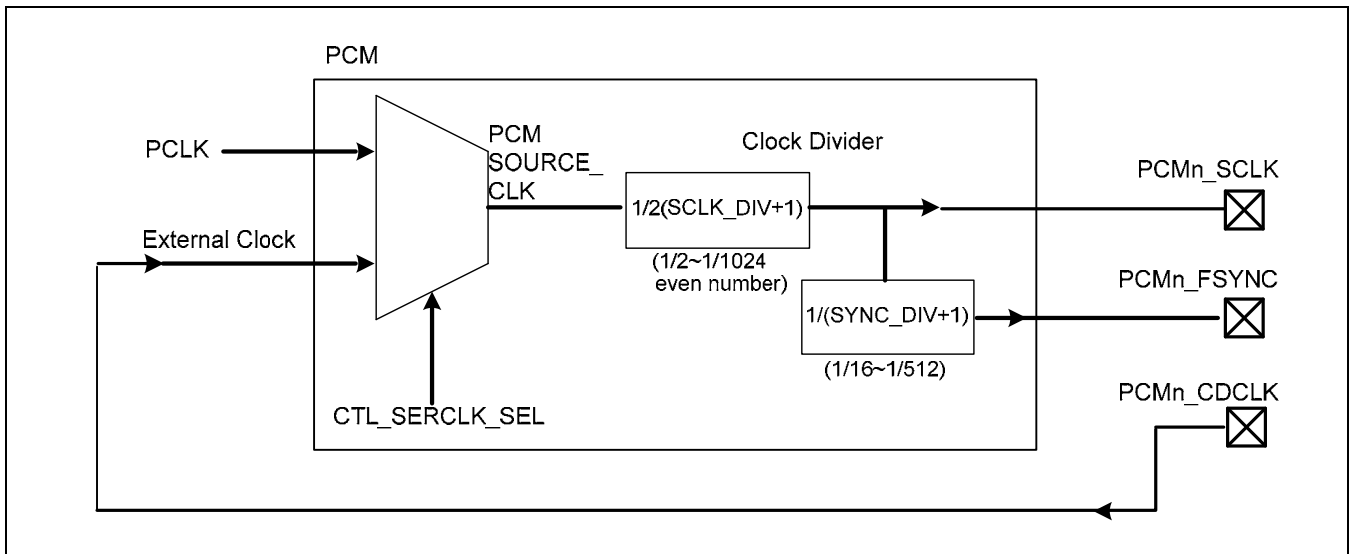 PCM
PCLK
PCM
SOURCE_
CLK
Clock Divider
PCMn_SCLK
1/2(SCLK_DIV+1)
External Clock
(1/2~1/1024
even number)
PCMn_FSYNC
1/(SYNC_DIV+1)
(1/16~1/512)
PCMn_CDCLK
CTL_SERCLK_SEL